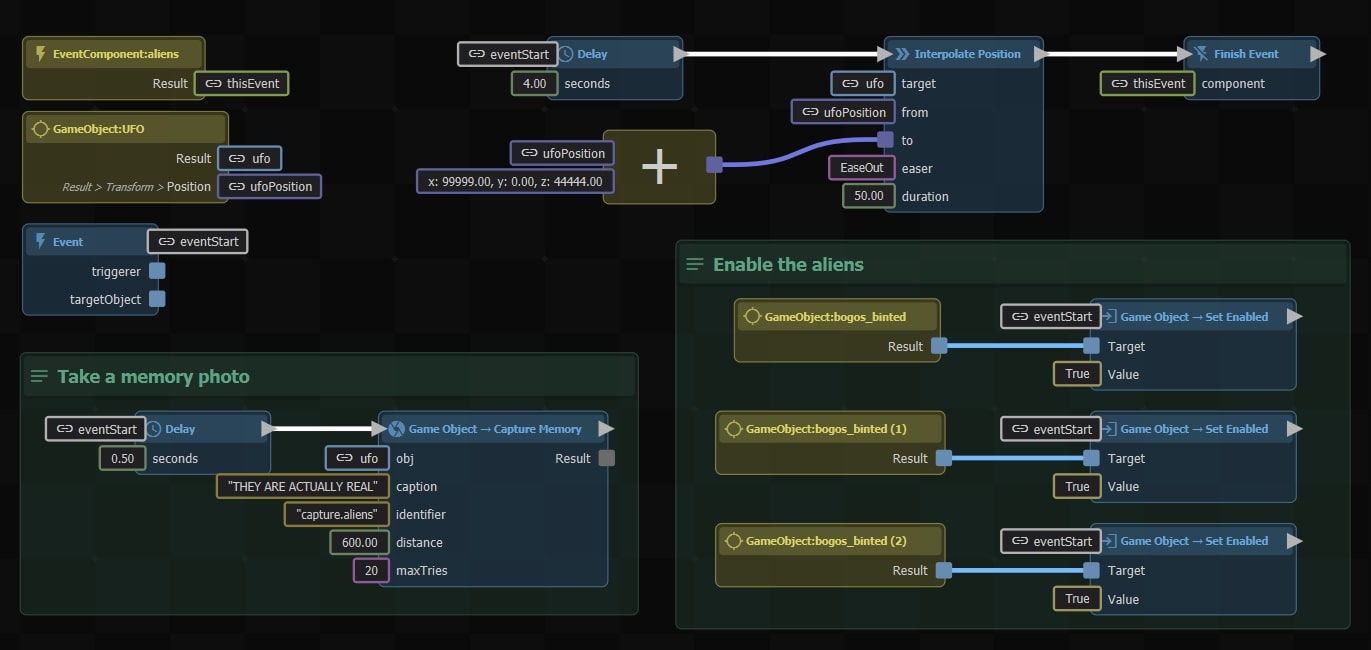 EventComponent:aliens
Result thisEvent
GameObject:UFO
Result ufo
Result > Transform > Position ufoPosition
Event eventStart
triggerer
targetObject
eventStart Delay
4.00 seconds
Interpolate Position
ufo target
ufoPosition from
to
EaseOut easer
50.00 duration
ufoPosition
x: 99999.00, y: 0.00, z: 44444.00
+
Finish Event
thisEvent component
Take a memory photo
eventStart Delay
0.50 seconds
Game Object → Capture Memory
ufo obj Result
"THEY ARE ACTUALLY REAL" caption
"capture.aliens" identifier
600.00 distance
20 maxTries
Enable the aliens
GameObject:bogos_binted
Result
eventStart Game Object → Set Enabled
Target
True Value
GameObject:bogos_binted (1)
Result
eventStart Game Object → Set Enabled
Target
True Value
GameObject:bogos_binted (2)
Result
eventStart Game Object → Set Enabled
Target
True Value